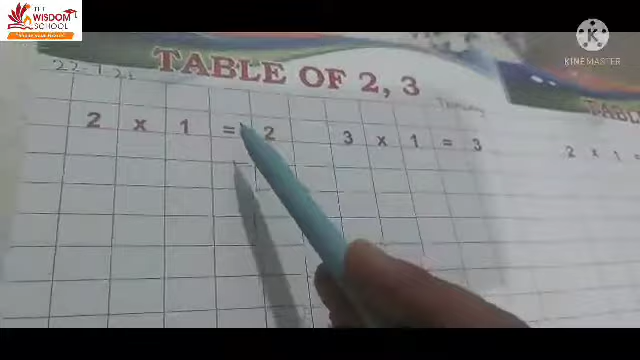 THE
WISDOM
SCHOOL
KINEMASTER
TABLE OF 2, 3
2 x 1 = 2 3 x 1 = 3
2 x 1 =